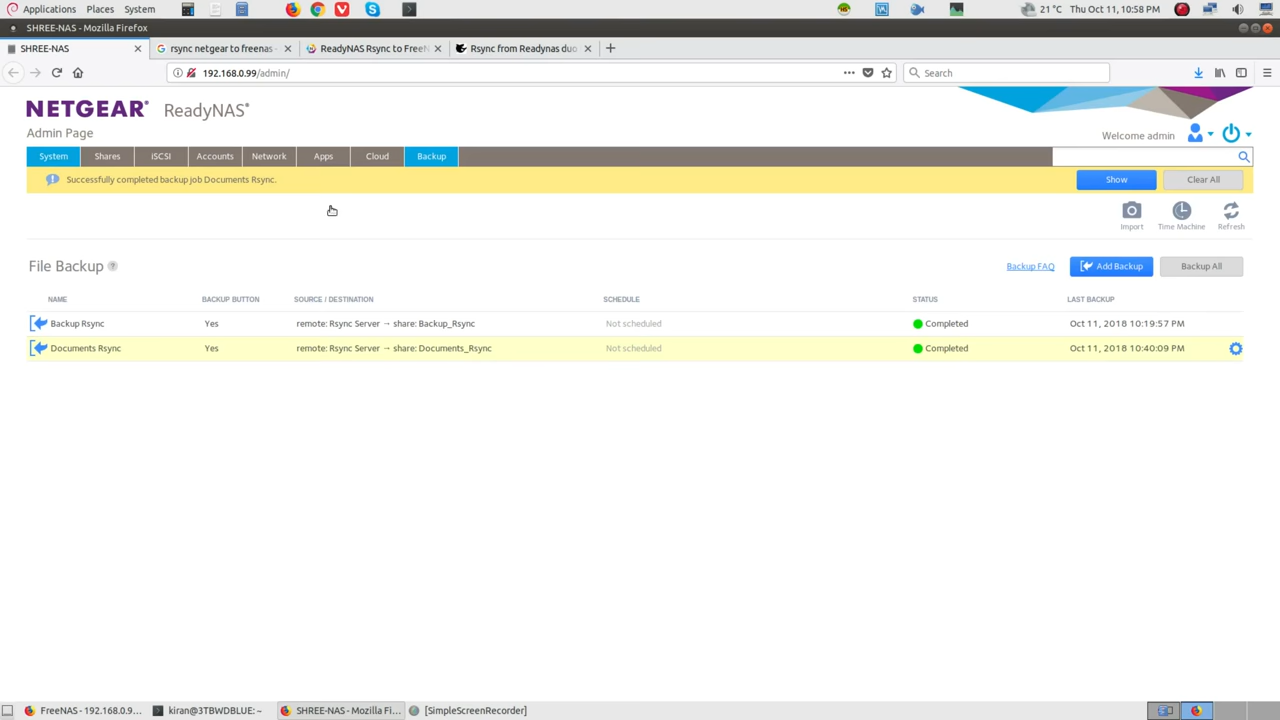 Applications Places System 21 °C Thu Oct 11, 10:58 PM
SHREE-NAS - Mozilla Firefox
SHREE-NAS rsync netgear to freenas - ReadyNAS Rsync to FreeN Rsync from Readynas duo
192.168.0.99/admin/ Search
NETGEAR® ReadyNAS®
Admin Page Welcome admin
System Shares iSCSI Accounts Network Apps Cloud Backup
Successfully completed backup job Documents Rsync. Show Clear All
Import Time Machine Refresh
File Backup ? Backup FAQ Add Backup Backup All
NAME BACKUP BUTTON SOURCE / DESTINATION SCHEDULE STATUS LAST BACKUP
Backup Rsync Yes remote: Rsync Server → share: Backup_Rsync Not scheduled Completed Oct 11, 2018 10:19:57 PM
Documents Rsync Yes remote: Rsync Server → share: Documents_Rsync Not scheduled Completed Oct 11, 2018 10:40:09 PM
FreeNAS - 192.168.0.9... kiran@3TBWDBLUE: ~ SHREE-NAS - Mozilla Fi... [SimpleScreenRecorder]